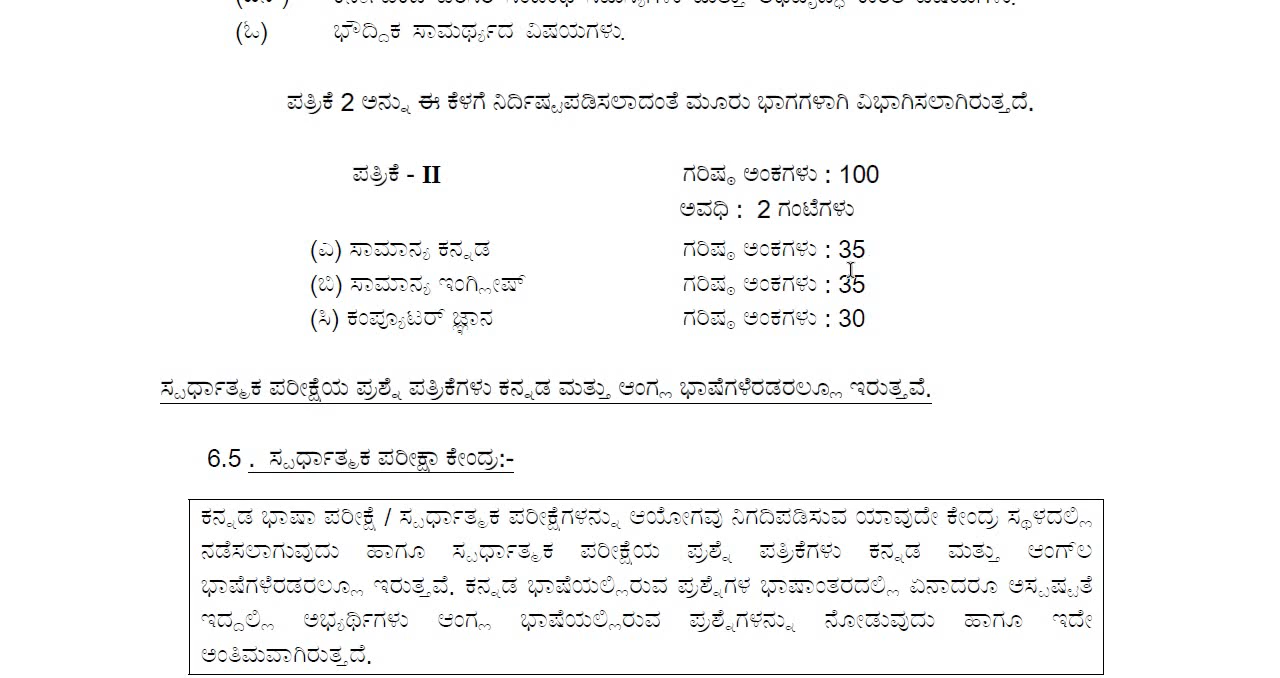 (ಓ) ಭೌದ್ದಿಕ ಸಾಮರ್ಥ್ಯದ ವಿಷಯಗಳು.
ಪತ್ರಿಕೆ 2 ಅನ್ನು ಈ ಕೆಳಗೆ ನಿರ್ದಿಷ್ಟಪಡಿಸಲಾದಂತೆ ಮೂರು ಭಾಗಗಳಾಗಿ ವಿಭಾಗಿಸಲಾಗಿರುತ್ತದೆ.
ಪತ್ರಿಕೆ - II ಗರಿಷ್ಠ ಅಂಕಗಳು : 100
ಅವಧಿ : 2 ಗಂಟೆಗಳು
(ಎ) ಸಾಮಾನ್ಯ ಕನ್ನಡ ಗರಿಷ್ಠ ಅಂಕಗಳು : 35
(ಬಿ) ಸಾಮಾನ್ಯ ಇಂಗ್ಲೀಷ್ ಗರಿಷ್ಠ ಅಂಕಗಳು : 35
(ಸಿ) ಕಂಪ್ಯೂಟರ್ ಜ್ಞಾನ ಗರಿಷ್ಠ ಅಂಕಗಳು : 30
ಸ್ಪರ್ಧಾತ್ಮಕ ಪರೀಕ್ಷೆಯ ಪ್ರಶ್ನೆ ಪತ್ರಿಕೆಗಳು ಕನ್ನಡ ಮತ್ತು ಆಂಗ್ಲ ಭಾಷೆಗಳೆರಡರಲ್ಲೂ ಇರುತ್ತವೆ.
6.5 . ಸ್ಪರ್ಧಾತ್ಮಕ ಪರೀಕ್ಷಾ ಕೇಂದ್ರ:-
ಕನ್ನಡ ಭಾಷಾ ಪರೀಕ್ಷೆ / ಸ್ಪರ್ಧಾತ್ಮಕ ಪರೀಕ್ಷೆಗಳನ್ನು ಆಯೋಗವು ನಿಗದಿಪಡಿಸುವ ಯಾವುದೇ ಕೇಂದ್ರ ಸ್ಥಳದಲ್ಲಿ
ನಡೆಸಲಾಗುವುದು ಹಾಗೂ ಸ್ಪರ್ಧಾತ್ಮಕ ಪರೀಕ್ಷೆಯ ಪ್ರಶ್ನೆ ಪತ್ರಿಕೆಗಳು ಕನ್ನಡ ಮತ್ತು ಆಂಗ್‌ಲ
ಭಾಷೆಗಳೆರಡರಲ್ಲೂ ಇರುತ್ತವೆ. ಕನ್ನಡ ಭಾಷೆಯಲ್ಲಿರುವ ಪ್ರಶ್ನೆಗಳ ಭಾಷಾಂತರದಲ್ಲಿ ಏನಾದರೂ ಅಸ್ಪಷ್ಟತೆ
ಇದ್ದಲ್ಲಿ ಅಭ್ಯರ್ಥಿಗಳು ಆಂಗ್ಲ ಭಾಷೆಯಲ್ಲಿರುವ ಪ್ರಶ್ನೆಗಳನ್ನು ನೋಡುವುದು ಹಾಗೂ ಇದೇ
ಅಂತಿಮವಾಗಿರುತ್ತದೆ.